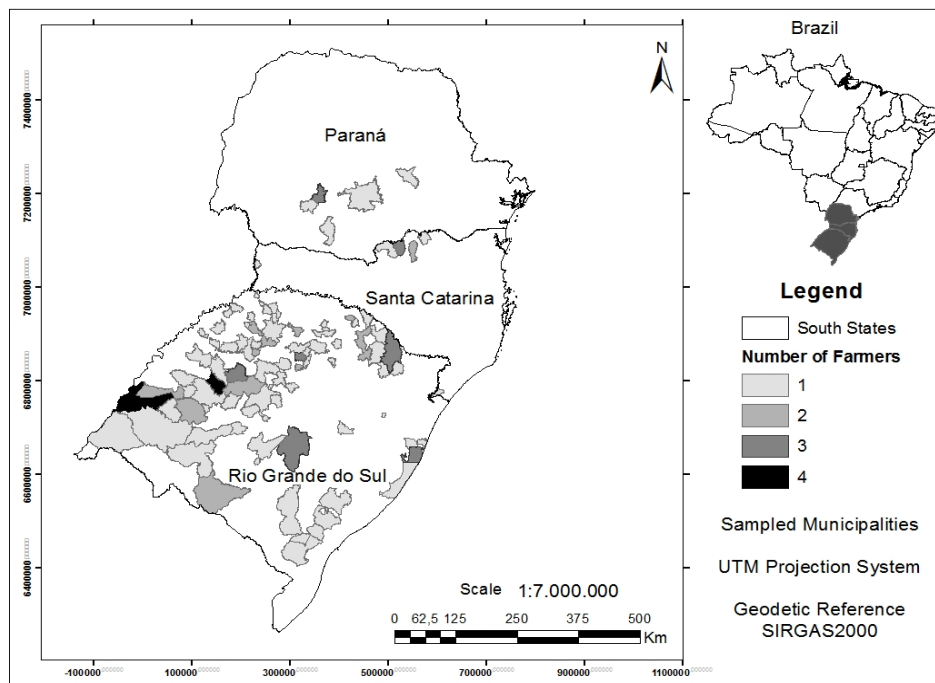 Brazil
N
Paraná
Santa Catarina
Rio Grande do Sul
Legend
South States
Number of Farmers
1
2
3
4
Sampled Municipalities
UTM Projection System
Geodetic Reference
SIRGAS2000
Scale 1:7.000.000
0 62,5 125 250 375 500
Km
7400000
7200000
7000000
6800000
6600000
6400000
-100000 100000 300000 500000 700000 900000 1100000